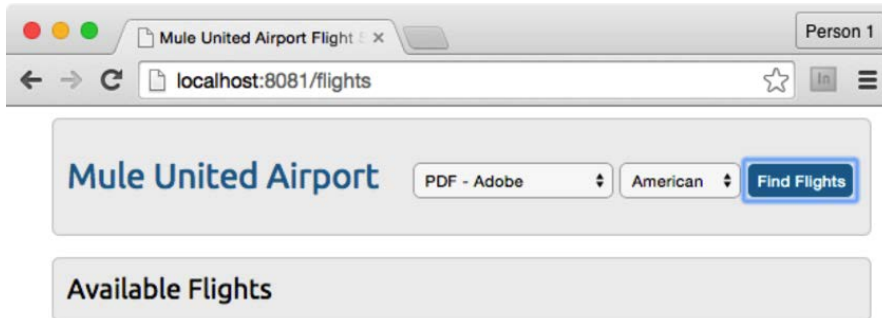 Mule United Airport Flight
Person 1
localhost:8081/flights
In
Mule United Airport
PDF - Adobe
American
Find Flights
Available Flights